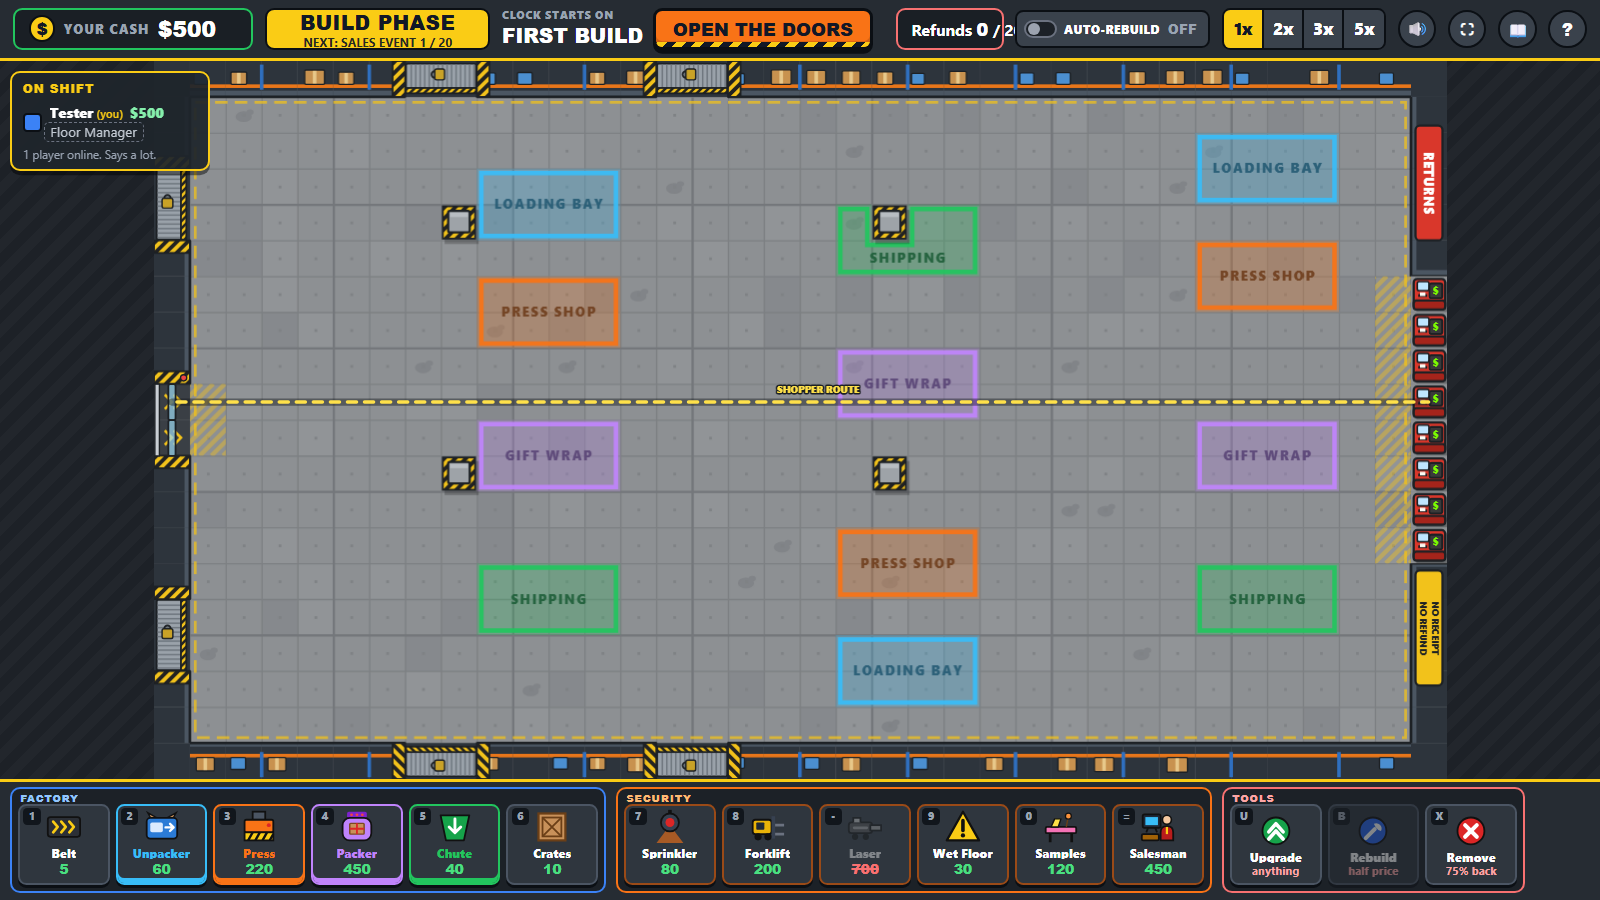 $ YOUR CASH $500
BUILD PHASE
NEXT: SALES EVENT 1 / 20
CLOCK STARTS ON
FIRST BUILD
OPEN THE DOORS
Refunds 0 / 2
AUTO-REBUILD OFF
1x 2x 3x 5x
?
ON SHIFT
Tester (you) $500
Floor Manager
1 player online. Says a lot.
LOADING BAY
LOADING BAY
SHIPPING
PRESS SHOP
PRESS SHOP
GIFT WRAP
SHOPPER ROUTE
GIFT WRAP
GIFT WRAP
PRESS SHOP
SHIPPING
SHIPPING
LOADING BAY
RETURNS
$
$
$
$
$
$
$
$
NO RECEIPT
NO REFUND
FACTORY
1 Belt 5
2 Unpacker 60
3 Press 220
4 Packer 450
5 Chute 40
6 Crates 10
SECURITY
7 Sprinkler 80
8 Forklift 200
- Laser 700
9 Wet Floor 30
0 Samples 120
= Salesman 450
TOOLS
U Upgrade anything
B Rebuild half price
X Remove 75% back